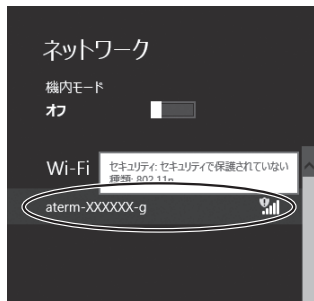 ネットワーク
機内モード
オフ
Wi-Fi
セキュリティ: セキュリティで保護されていない
種類: 802.11n
aterm-XXXXXX-g